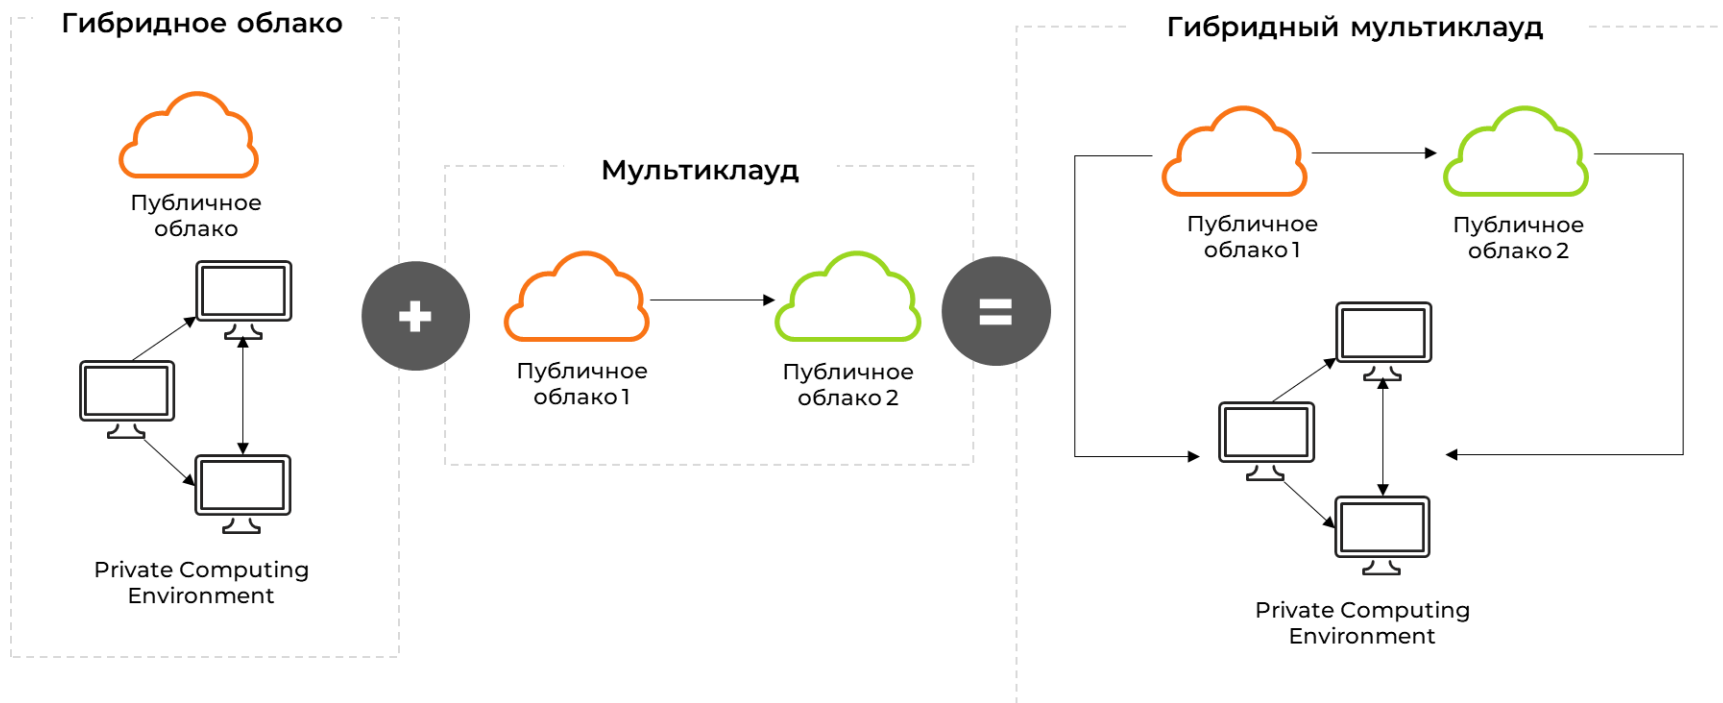 Гибридное облако
Публичное
облако
Private Computing
Environment
+
Мультиклауд
Публичное
облако 1
Публичное
облако 2
=
Гибридный мультиклауд
Публичное
облако 1
Публичное
облако 2
Private Computing
Environment